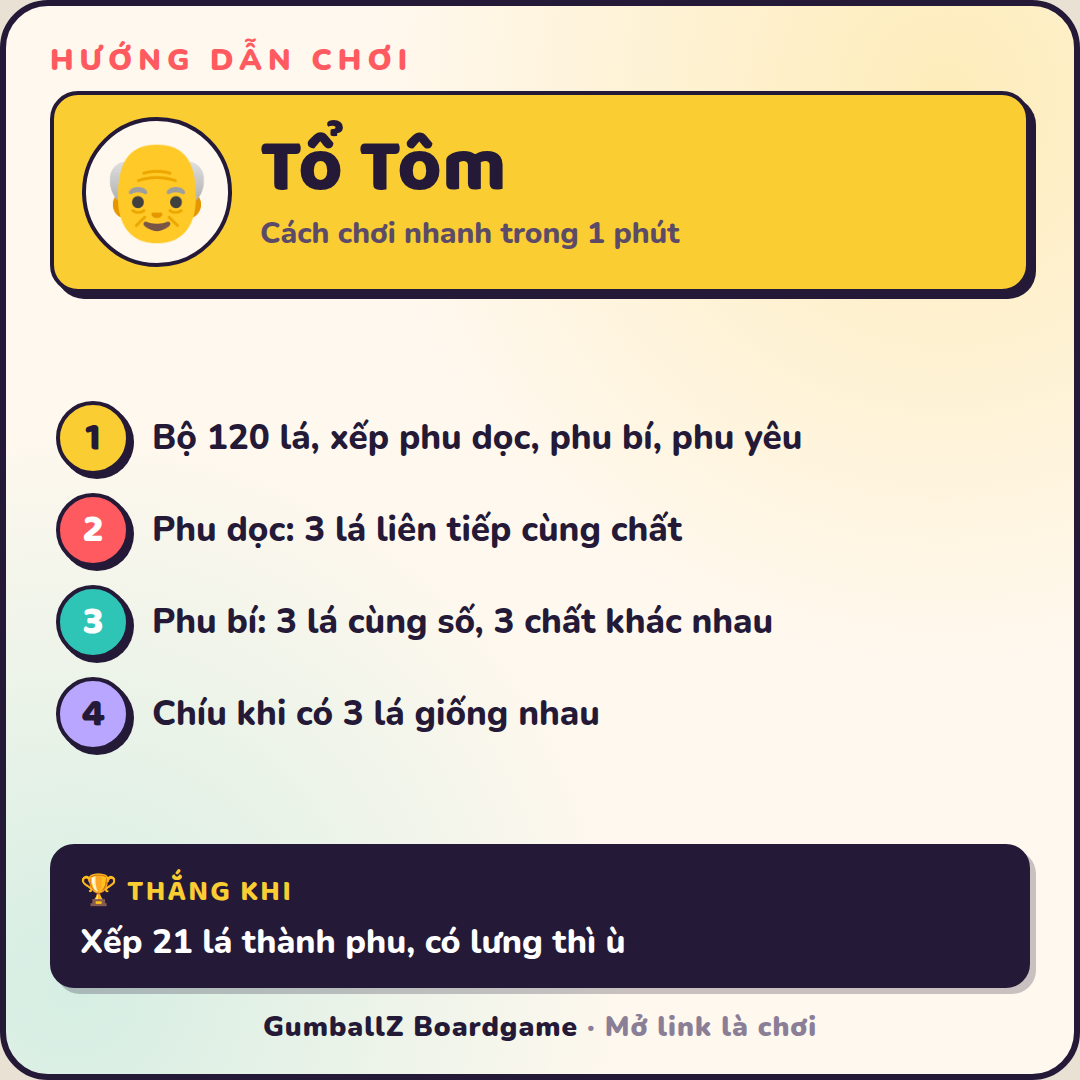 HƯỚNG DẪN CHƠI
Tổ Tôm
Cách chơi nhanh trong 1 phút
1 Bộ 120 lá, xếp phu dọc, phu bí, phu yêu
2 Phu dọc: 3 lá liên tiếp cùng chất
3 Phu bí: 3 lá cùng số, 3 chất khác nhau
4 Chíu khi có 3 lá giống nhau
🏆 THẮNG KHI
Xếp 21 lá thành phu, có lưng thì ù
GumballZ Boardgame · Mở link là chơi